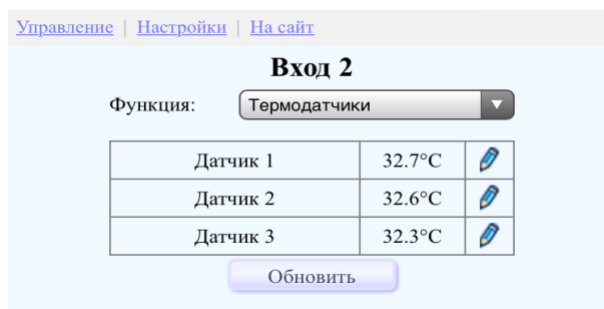 Управление | Настройки | На сайт
Вход 2
Функция: Термодатчики
Датчик 1 32.7°C
Датчик 2 32.6°C
Датчик 3 32.3°C
Обновить